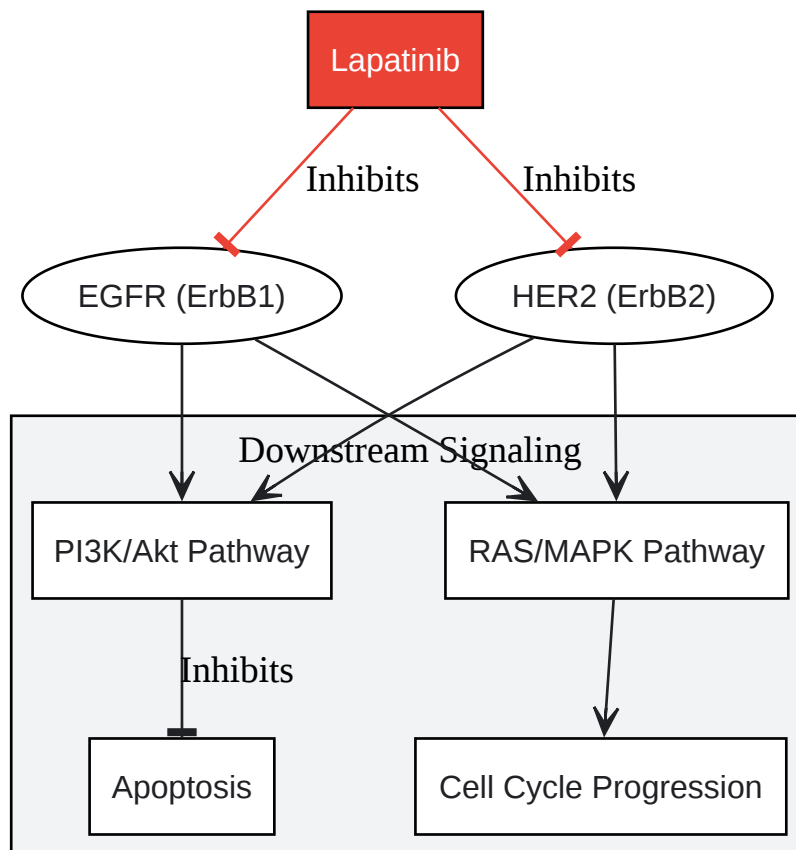 Lapatinib
Inhibits
Inhibits
EGFR (ErbB1)
HER2 (ErbB2)
Downstream Signaling
PI3K/Akt Pathway
RAS/MAPK Pathway
Inhibits
Apoptosis
Cell Cycle Progression